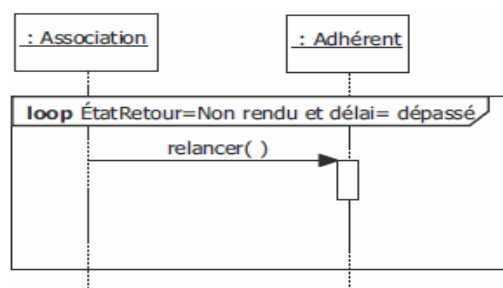 : Association
: Adhérent
loop ÉtatRetour=Non rendu et délai= dépassé
relancer( )